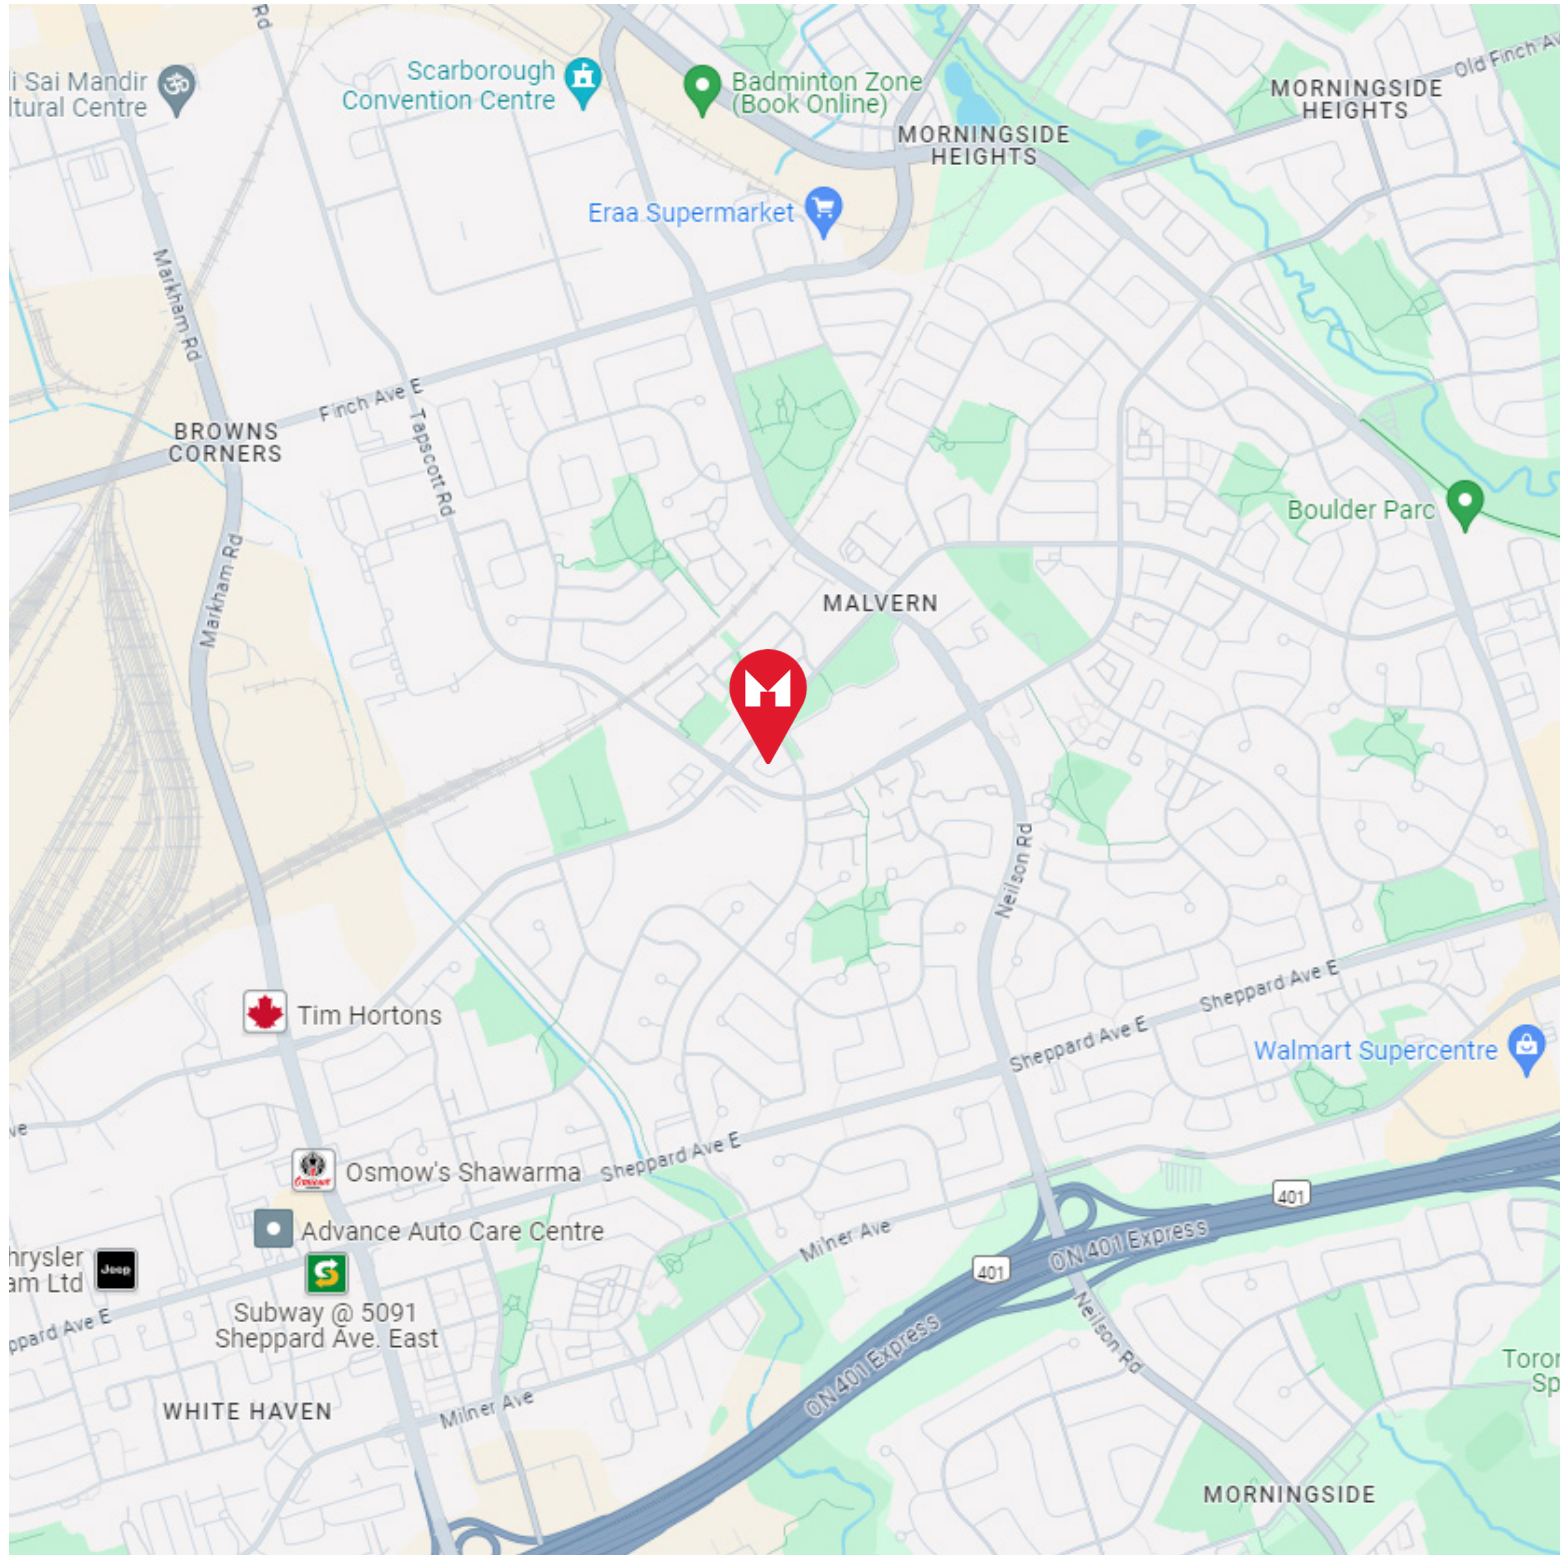 Rd
i Sai Mandir
ltural Centre
Scarborough
Convention Centre
Badminton Zone
(Book Online)
Old Finch Av
MORNINGSIDE
HEIGHTS
MORNINGSIDE
HEIGHTS
Eraa Supermarket
Markham Rd
Finch Ave E
Tapscott Rd
BROWNS
CORNERS
Boulder Parc
Markham Rd
MALVERN
M
Neilson Rd
Sheppard Ave E
Tim Hortons
Sheppard Ave E
Walmart Supercentre
ve
Sheppard Ave E
Osmow's Shawarma
401
Advance Auto Care Centre
Milner Ave
ON 401 Express
401
hrysler
am Ltd
Jeep
Subway @ 5091
Sheppard Ave. East
ppard Ave E
Neilson Rd
ON 401 Express
Toror
Sp
WHITE HAVEN
Milner Ave
MORNINGSIDE